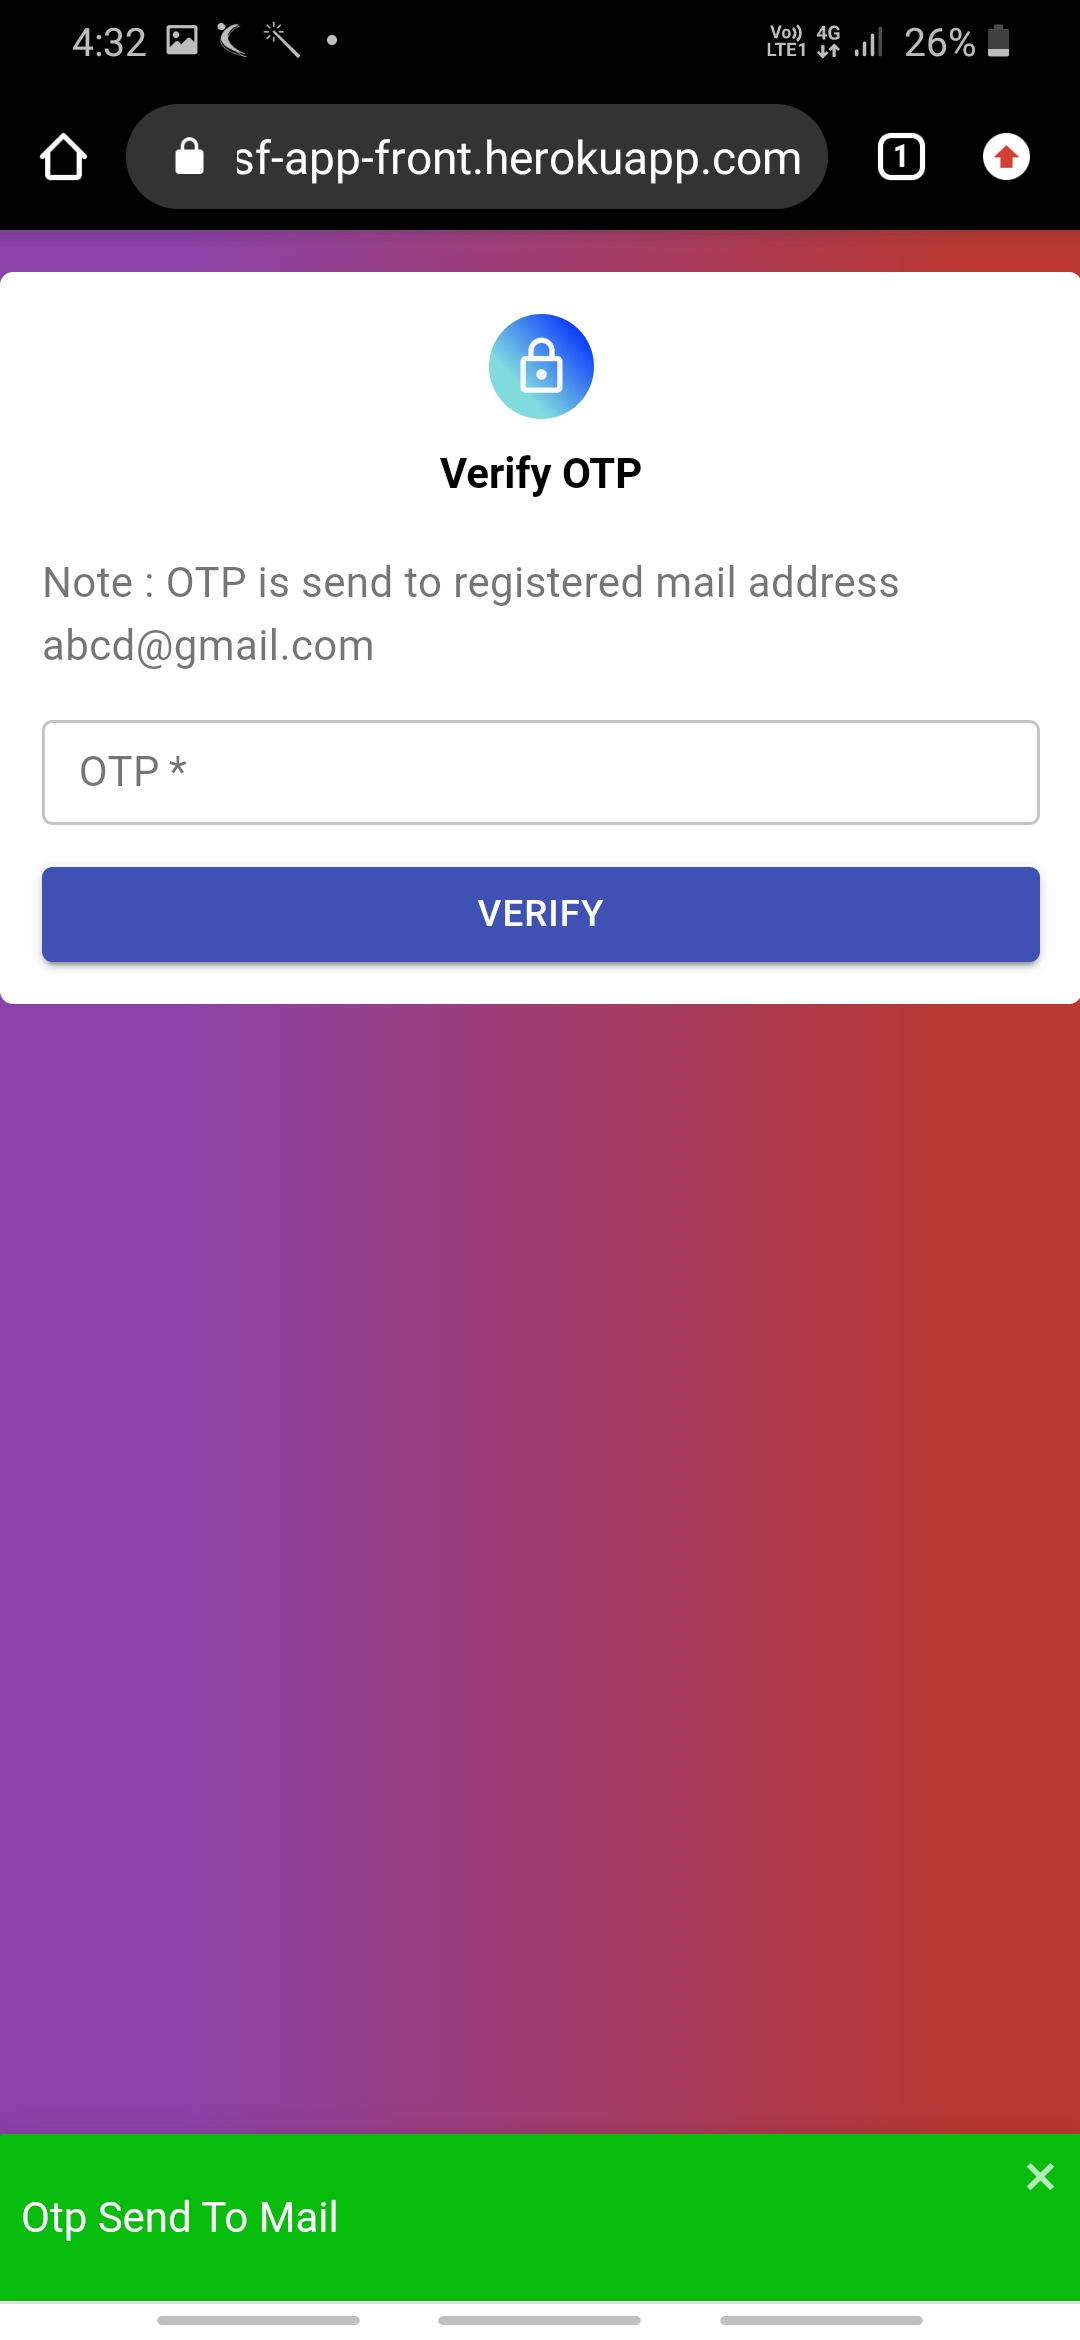 4:32
Vo)) 4G
LTE1
26%
sf-app-front.herokuapp.com
1
Verify OTP
Note : OTP is send to registered mail address
abcd@gmail.com
OTP *
VERIFY
Otp Send To Mail